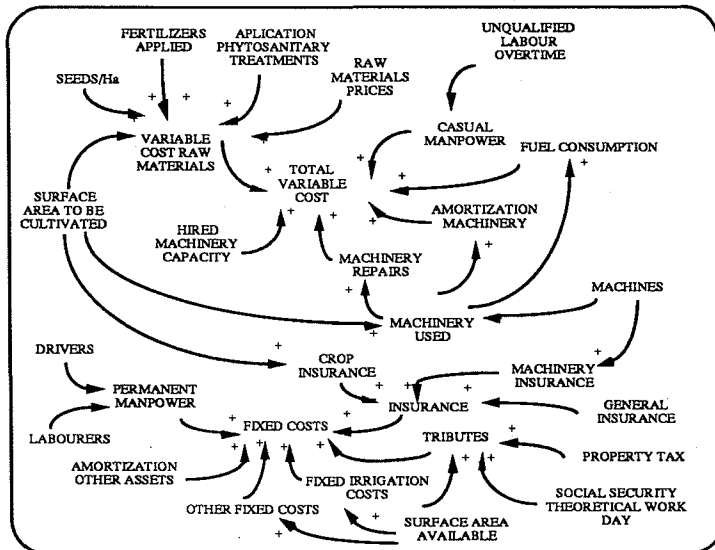 FERTILIZERS
APPLIED
APLICATION
PHYTOSANITARY
TREATMENTS
UNQUALIFIED
LABOUR
OVERTIME
RAW
MATERIALS
PRICES
SEEDS/Ha
+ + +
+
VARIABLE
COST RAW
MATERIALS
+
CASUAL
MANPOWER
FUEL CONSUMPTION
+
+
TOTAL
VARIABLE
COST
+
+
+
SURFACE
AREA TO BE
CULTIVATED
+
+
+
AMORTIZATION
MACHINERY
+
HIRED
MACHINERY
CAPACITY
MACHINERY
REPAIRS
+
MACHINES
+
MACHINERY
USED
DRIVERS
+
CROP
INSURANCE
+
MACHINERY
INSURANCE
PERMANENT
MANPOWER
+ + +
INSURANCE
GENERAL
INSURANCE
LABOURERS
+
FIXED COSTS
+
+ + + +
TRIBUTES
+
+ +
PROPERTY TAX
AMORTIZATION
OTHER ASSETS
FIXED IRRIGATION
COSTS
SOCIAL SECURITY
THEORETICAL WORK
DAY
OTHER FIXED COSTS
+
+
SURFACE AREA
AVAILABLE